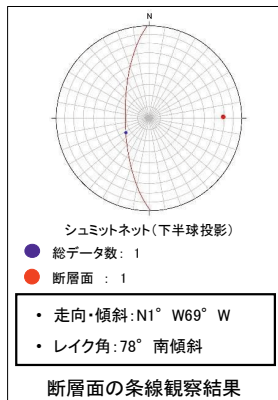 N
シュミットネット(下半球投影)
総データ数: 1
断層面 : 1
• 走向・傾斜:N1° W69° W
• レイク角:78° 南傾斜
断層面の条線観察結果